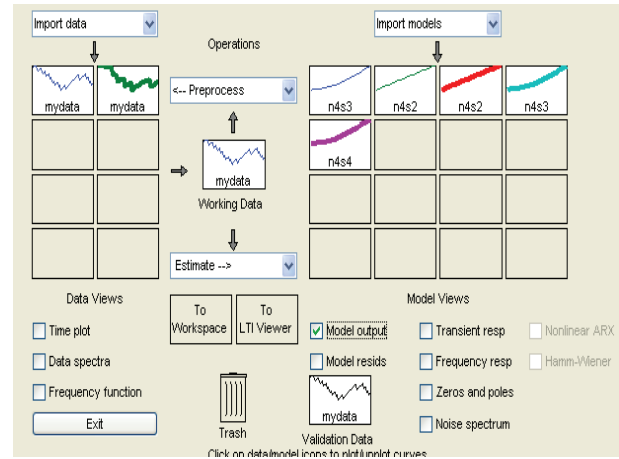 Import data
Import models
Operations
mydata
mydata
<-- Preprocess
n4s3
n4s2
n4s2
n4s3
n4s4
mydata
Working Data
Estimate -->
Data Views
Model Views
To Workspace
To LTI Viewer
Time plot
Data spectra
Frequency function
Model output
Model resids
Transient resp
Frequency resp
Zeros and poles
Noise spectrum
Nonlinear ARX
Hamm-Wiener
Exit
Trash
mydata
Validation Data
Click on data/model icons to plot/unplot curves.